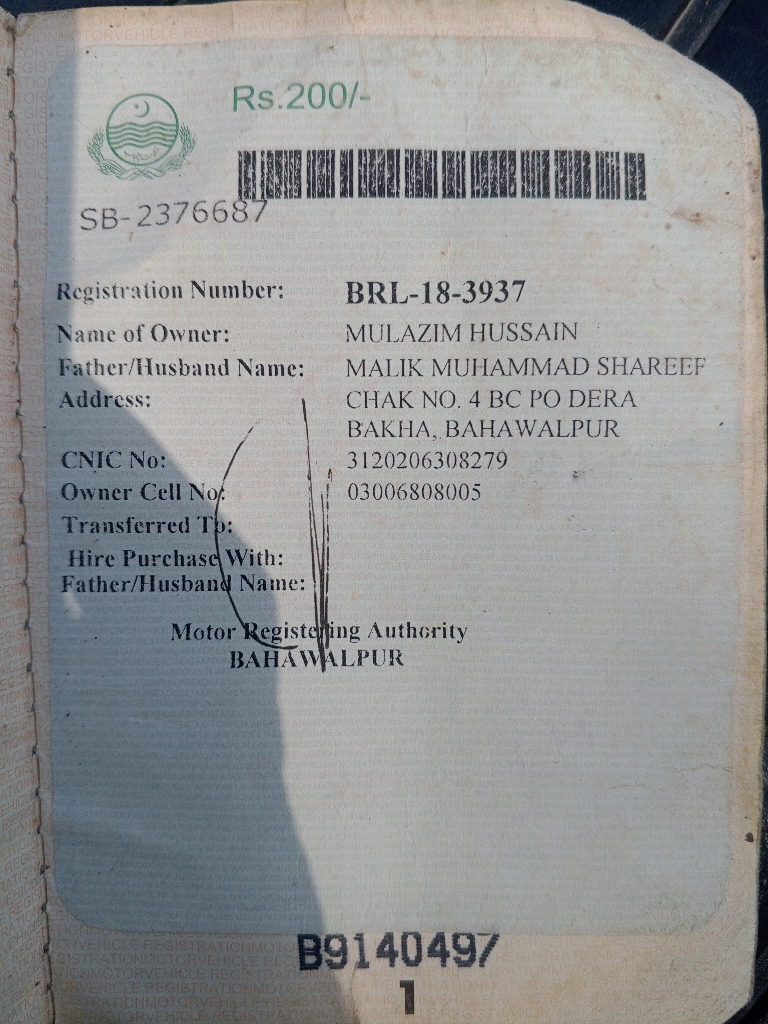 Rs.200/-
SB-2376687
Registration Number: BRL-18-3937
Name of Owner: MULAZIM HUSSAIN
Father/Husband Name: MALIK MUHAMMAD SHAREEF
Address: CHAK NO. 4 BC PO DERA
BAKHA, BAHAWALPUR
CNIC No: 3120206308279
Owner Cell No: 03006808005
Transferred To:
Hire Purchase With:
Father/Husband Name:
Motor Registering Authority
BAHAWALPUR
B9140497
1